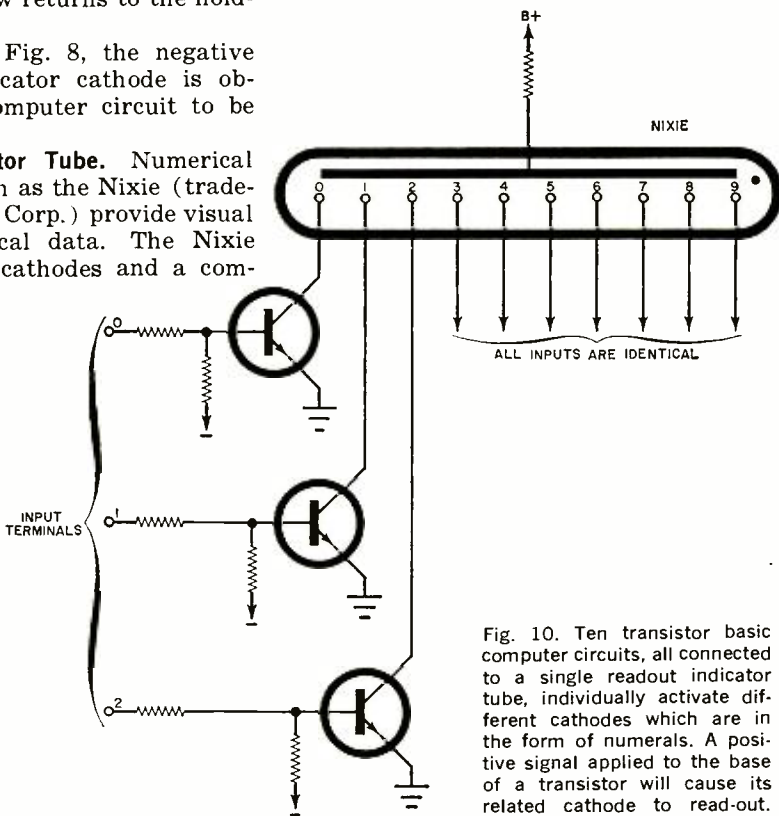 w returns to the hold-
Fig. 8, the negative
icator cathode is ob-
omputer circuit to be
tor Tube. Numerical
h as the Nixie (trade-
Corp.) provide visual
cal data. The Nixie
cathodes and a com-
B+
NIXIE
0 1 2 3 4 5 6 7 8 9
ALL INPUTS ARE IDENTICAL
0
-
INPUT
TERMINALS
1
-
2
-
Fig. 10. Ten transistor basic
computer circuits, all connected
to a single readout indicator
tube, individually activate dif-
ferent cathodes which are in
the form of numerals. A posi-
tive signal applied to the base
of a transistor will cause its
related cathode to read-out.